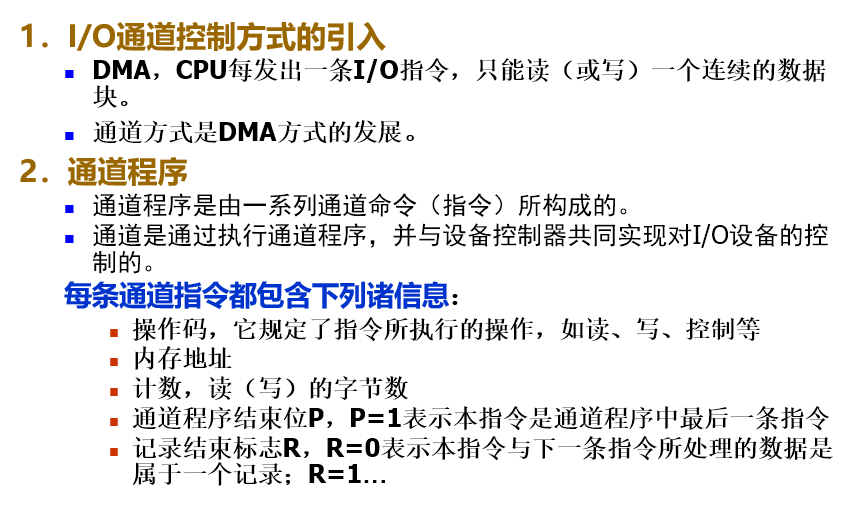 1．I/O通道控制方式的引入
DMA，CPU每发出一条I/O指令，只能读（或写）一个连续的数据
块。
通道方式是DMA方式的发展。
2．通道程序
通道程序是由一系列通道命令（指令）所构成的。
通道是通过执行通道程序，并与设备控制器共同实现对I/O设备的控
制的。
每条通道指令都包含下列诸信息：
操作码，它规定了指令所执行的操作，如读、写、控制等
内存地址
计数，读（写）的字节数
通道程序结束位P，P=1表示本指令是通道程序中最后一条指令
记录结束标志R，R=0表示本指令与下一条指令所处理的数据是
属于一个记录；R=1…